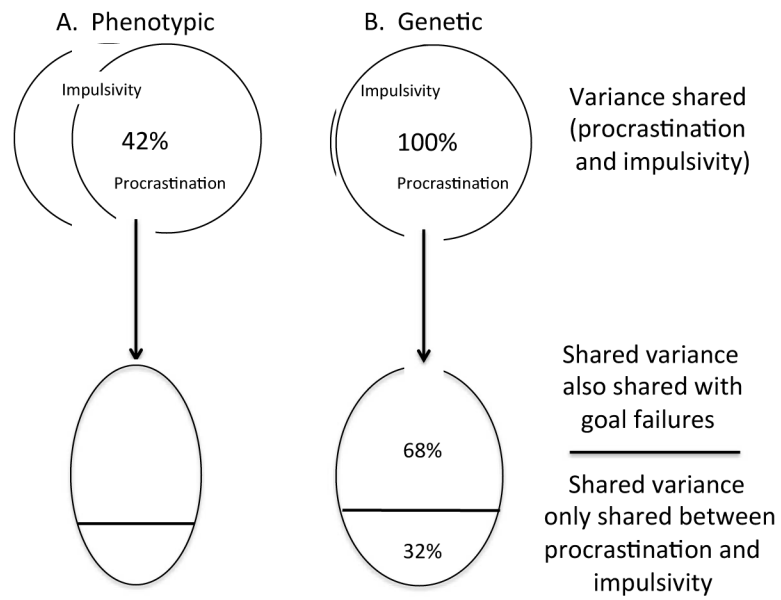 A. Phenotypic
B. Genetic
Impulsivity
42%
Procrastination
Impulsivity
100%
Procrastination
Variance shared
(procrastination
and impulsivity)
68%
32%
Shared variance
also shared with
goal failures
Shared variance
only shared between
procrastination and
impulsivity